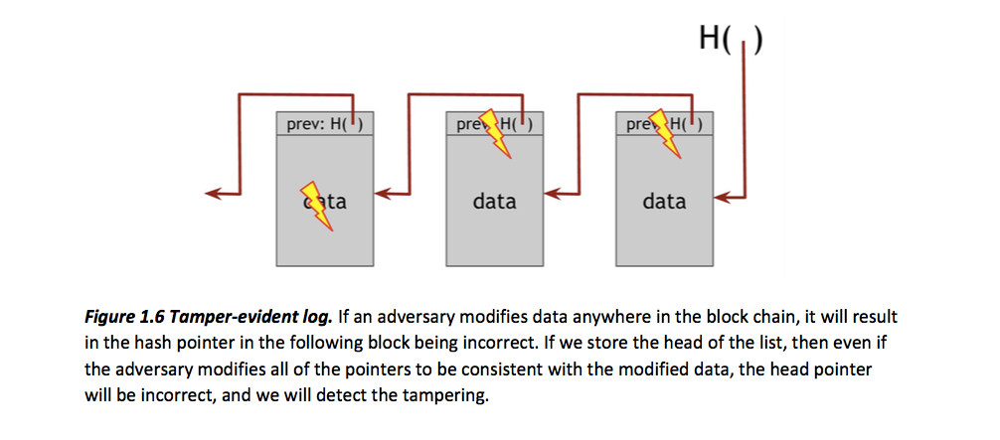 H( )
prev: H( )
prev H( )
prev H( )
data
data
data
Figure 1.6 Tamper-evident log. If an adversary modifies data anywhere in the block chain, it will result
in the hash pointer in the following block being incorrect. If we store the head of the list, then even if
the adversary modifies all of the pointers to be consistent with the modified data, the head pointer
will be incorrect, and we will detect the tampering.